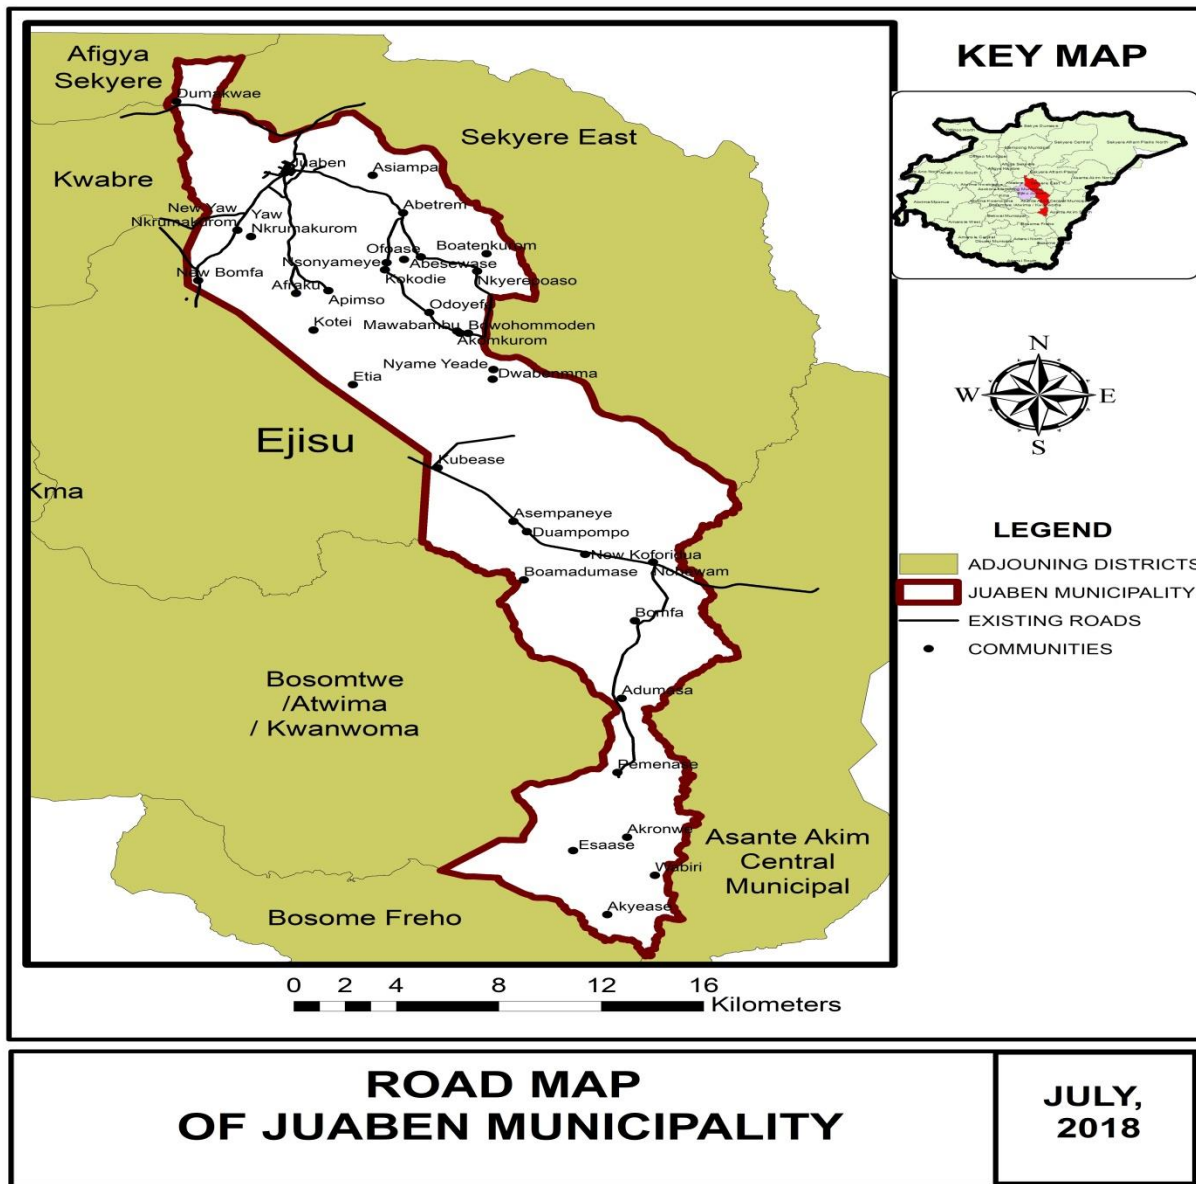 Afigya
Sekyere
Dumakwae
Sekyere East
Kwabre
Juaben
Asiampa
New Yaw
Nkrumakurom
Yaw
Nkrumakurom
Abetrem
Ofoase
Boatenkurom
Nsonyameye
Abesewase
Kokodie
Nkyerepoaso
New Bomfa
Afraku
Apimso
Odoyefe
Kotei
Mawabambu
Bowohommoden
Akomkurom
Nyame Yeade
Dwabenmma
Etia
Ejisu
Kubease
Kma
Asempaneye
Duampompo
New Koforidua
Boamadumase
Bomfa
Bosomtwe
/Atwima
/ Kwanwoma
Adumasa
Pemenase
Akronwe
Esaase
Wabiri
Akyease
Asante Akim
Central
Municipal
Bosome Freho
0 2 4 8 12 16
Kilometers
KEY MAP
N
W E
S
LEGEND
ADJOUNING DISTRICTS
JUABEN MUNICIPALITY
EXISTING ROADS
COMMUNITIES
ROAD MAP
OF JUABEN MUNICIPALITY
JULY,
2018